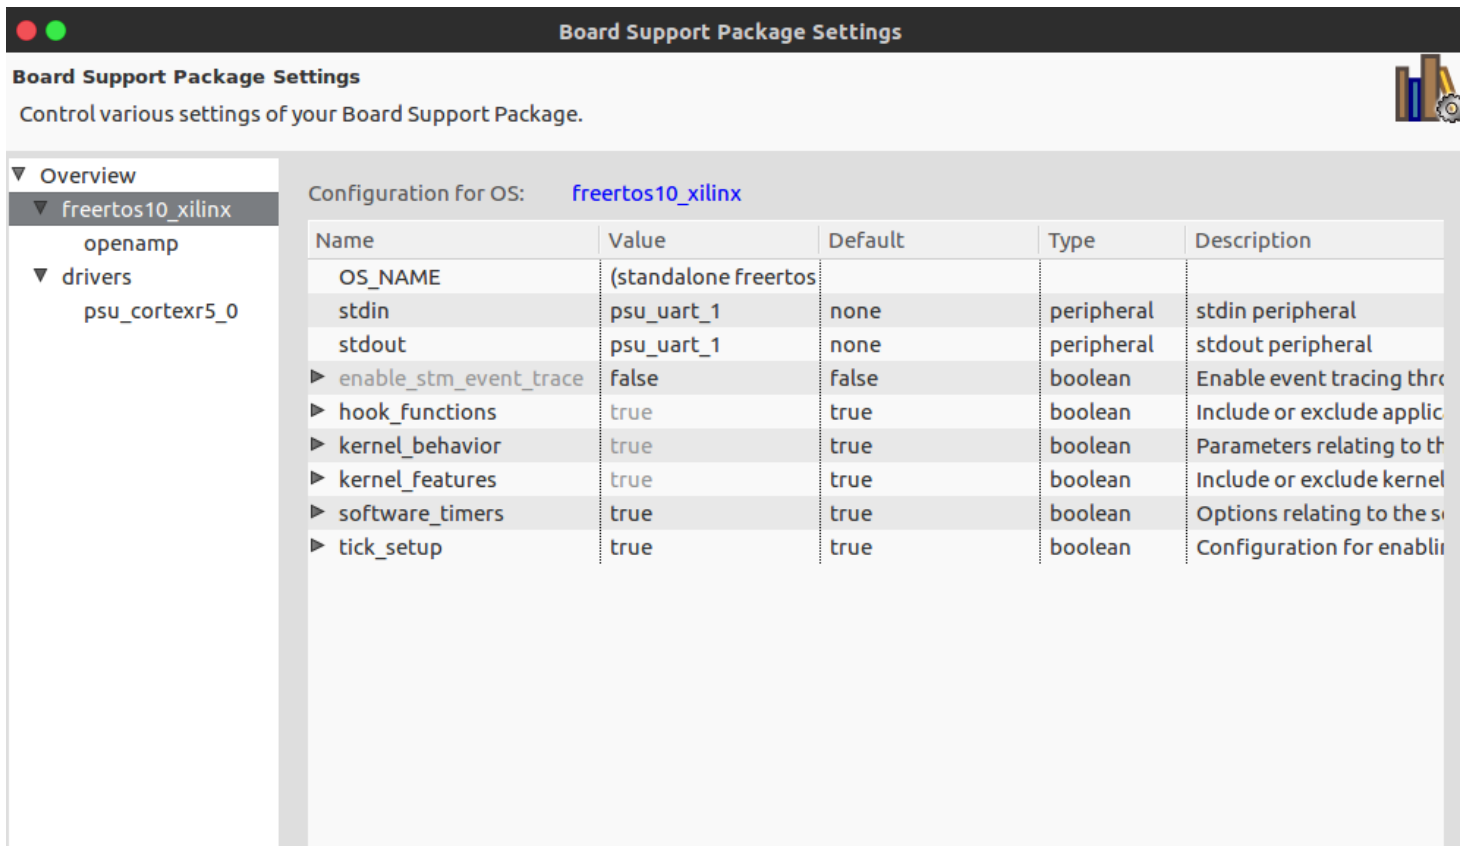 Board Support Package Settings
Board Support Package Settings
Control various settings of your Board Support Package.
Overview
freertos10_xilinx
openamp
drivers
psu_cortexr5_0
Configuration for OS: freertos10_xilinx
Name Value Default Type Description
OS_NAME (standalone freertos
stdin psu_uart_1 none peripheral stdin peripheral
stdout psu_uart_1 none peripheral stdout peripheral
enable_stm_event_trace false false boolean Enable event tracing thro
hook_functions true true boolean Include or exclude applic
kernel_behavior true true boolean Parameters relating to th
kernel_features true true boolean Include or exclude kernel
software_timers true true boolean Options relating to the s
tick_setup true true boolean Configuration for enablin